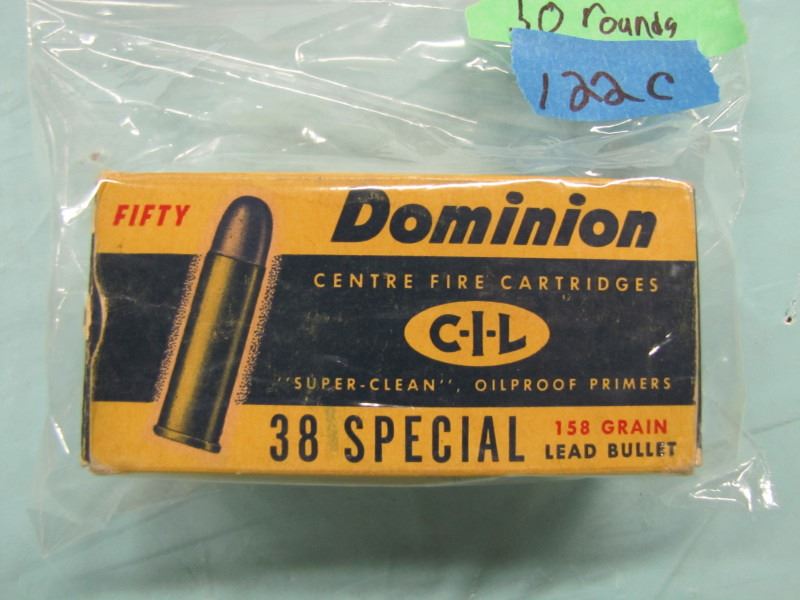 50 rounds
122C
FIFTY
Dominion
CENTRE FIRE CARTRIDGES
C-I-L
"SUPER-CLEAN", OILPROOF PRIMERS
38 SPECIAL
158 GRAIN
LEAD BULLET